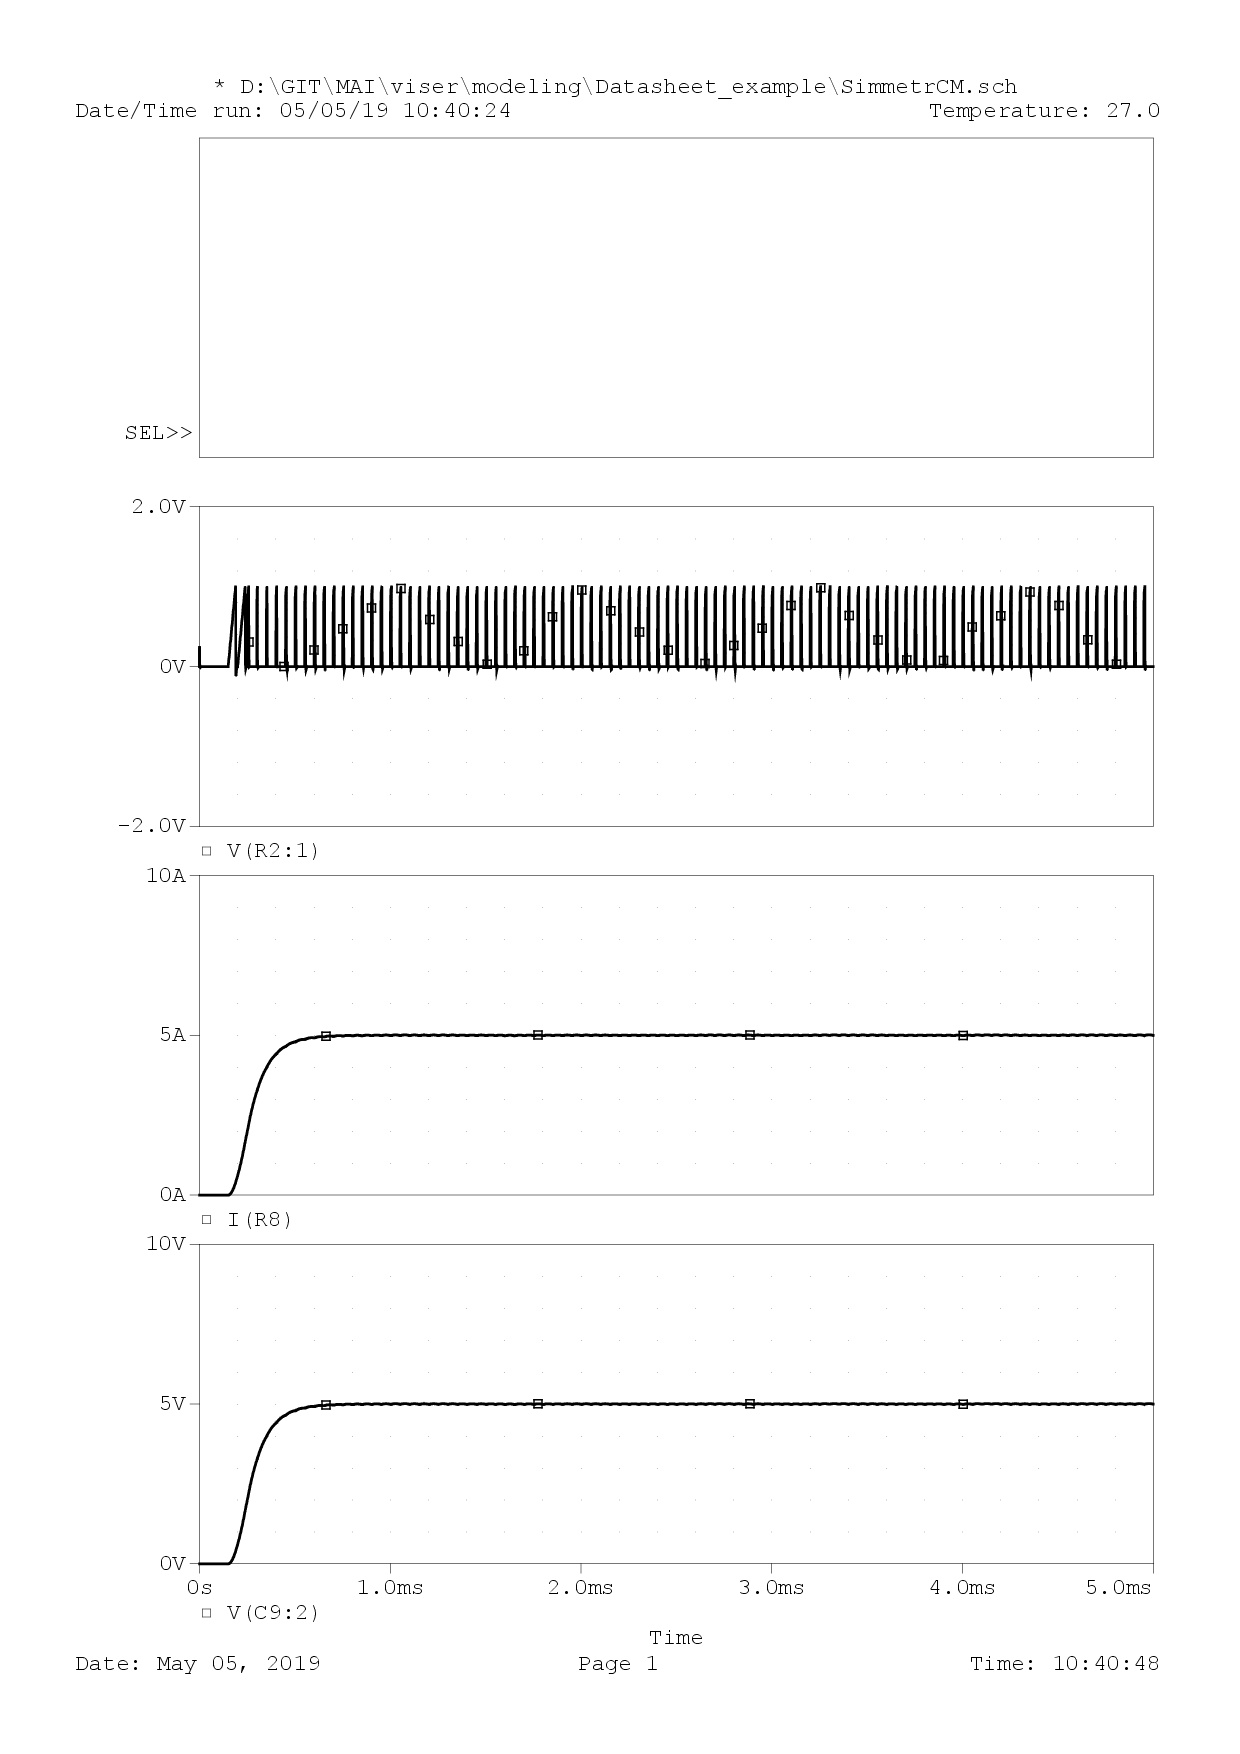 * D:\GIT\MAI\viser\modeling\Datasheet_example\SimmetrCM.sch
Date/Time run: 05/05/19 10:40:24 Temperature: 27.0
SEL>>
2.0V
0V
-2.0V
V(R2:1)
10A
5A
0A
I(R8)
10V
5V
0V
0s 1.0ms 2.0ms 3.0ms 4.0ms 5.0ms
V(C9:2)
Time
Date: May 05, 2019 Page 1 Time: 10:40:48